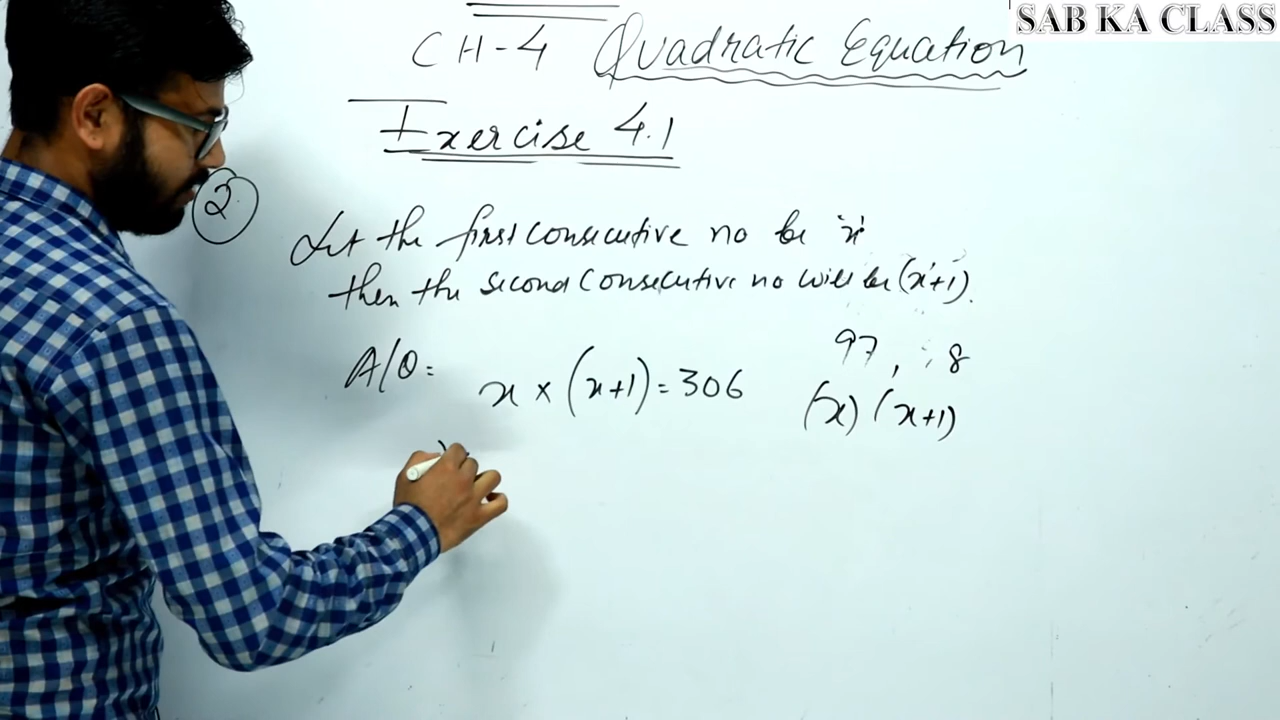 SAB KA CLASS
CH-4 Quadratic Equation
Exercise 4.1
2.
Let the first consecutive no be 'x'
then the second consecutive no will be (x+1).
A/Q=
x × (x+1) = 306
97, 8
(x) (x+1)